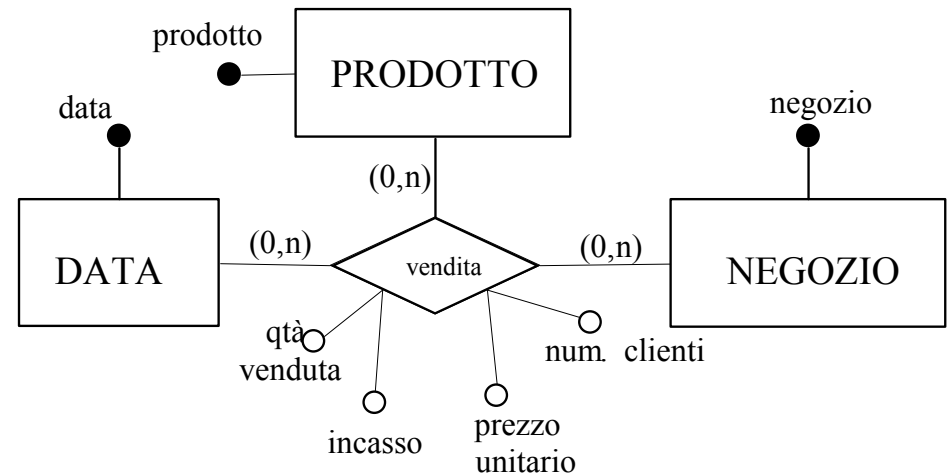 prodotto
PRODOTTO
data
negozio
(0,n)
DATA
(0,n)
vendita
(0,n)
NEGOZIO
qtà
venduta
num. clienti
incasso
prezzo
unitario